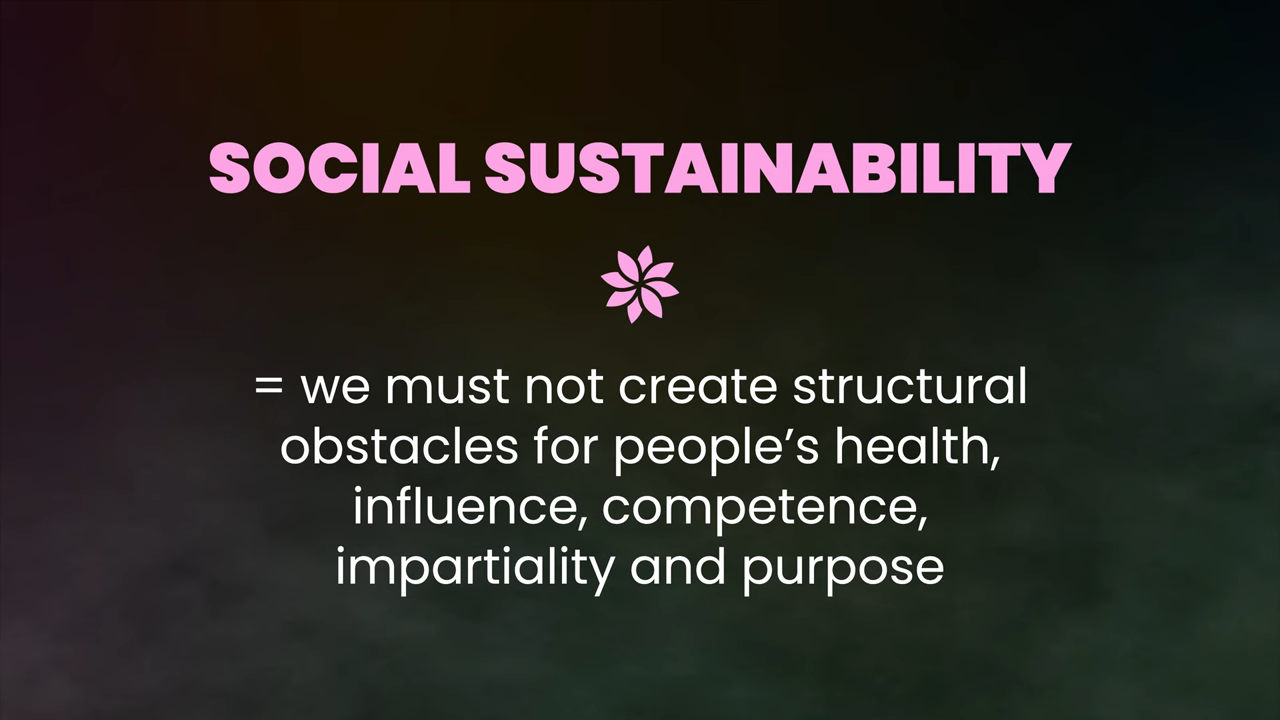 SOCIAL SUSTAINABILITY
= we must not create structural
obstacles for people’s health,
influence, competence,
impartiality and purpose